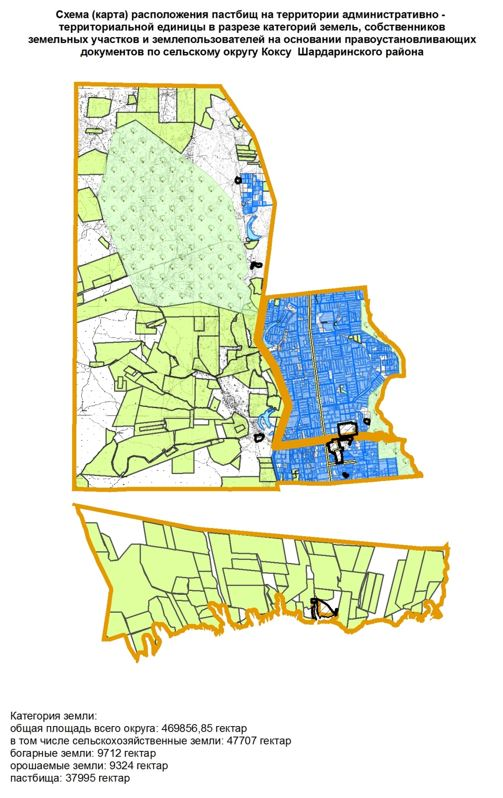 Схема (карта) расположения пастбищ на территории административно -
территориальной единицы в разрезе категорий земель, собственников
земельных участков и землепользователей на основании правоустановливающих
документов по сельскому округу Коксу Шардаринского района
Категория земли:
общая площадь всего округа: 469856,85 гектар
в том числе сельскохозяйственные земли: 47707 гектар
богарные земли: 9712 гектар
орошаемые земли: 9324 гектар
пастбища: 37995 гектар